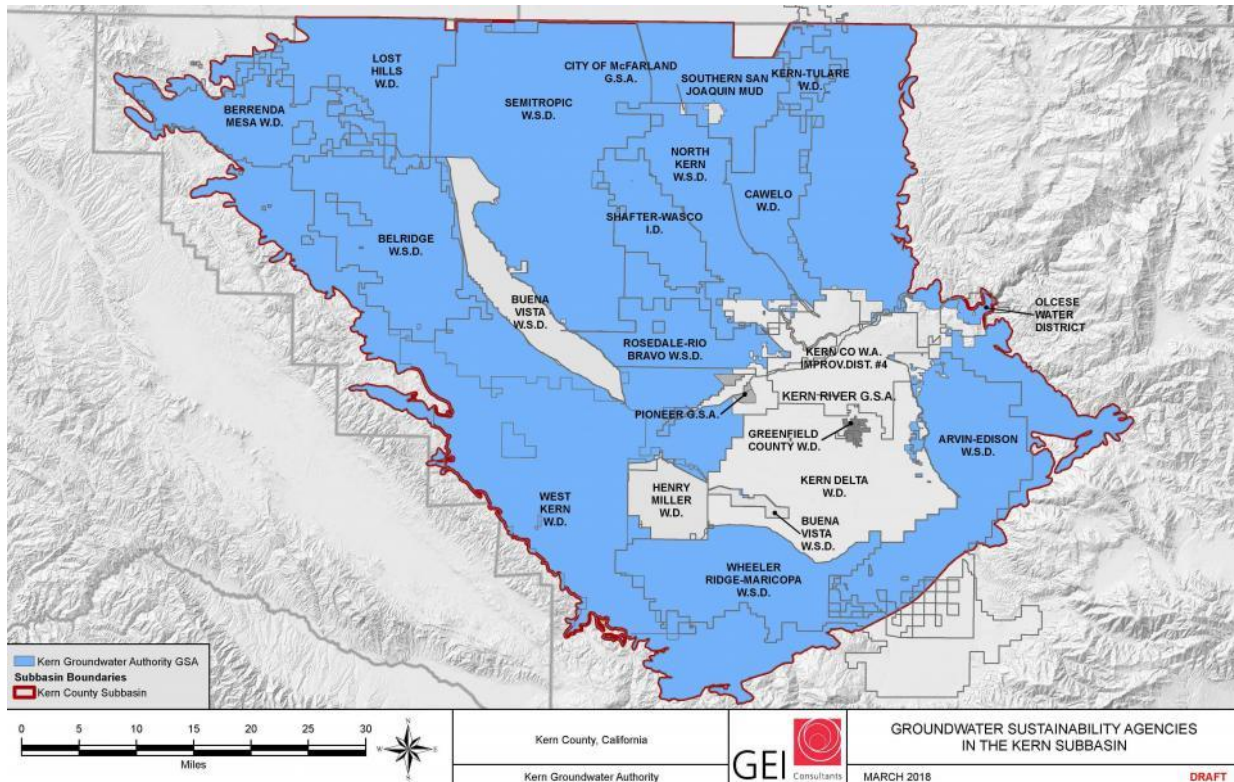 LOST
HILLS
W.D.
BERRENDA
MESA W.D.
SEMITROPIC
W.S.D.
CITY OF McFARLAND
G.S.A.
SOUTHERN SAN
JOAQUIN MUD
KERN-TULARE
W.D.
NORTH
KERN
W.S.D.
CAWELO
W.D.
SHAFTER-WASCO
I.D.
BELRIDGE
W.S.D.
BUENA
VISTA
W.S.D.
ROSEDALE-RIO
BRAVO W.S.D.
OLCESE
WATER
DISTRICT
KERN CO W.A.
IMPROV.DIST. #4
KERN RIVER G.S.A.
PIONEER G.S.A.
GREENFIELD
COUNTY W.D.
ARVIN-EDISON
W.S.D.
KERN DELTA
W.D.
HENRY
MILLER
W.D.
WEST
KERN
W.D.
BUENA
VISTA
W.S.D.
WHEELER
RIDGE-MARICOPA
W.S.D.
Kern Groundwater Authority GSA
Subbasin Boundaries
Kern County Subbasin
0 5 10 15 20 25 30
Miles
N
W E
S
Kern County, California
Kern Groundwater Authority
GEI Consultants
GROUNDWATER SUSTAINABILITY AGENCIES
IN THE KERN SUBBASIN
MARCH 2018 DRAFT